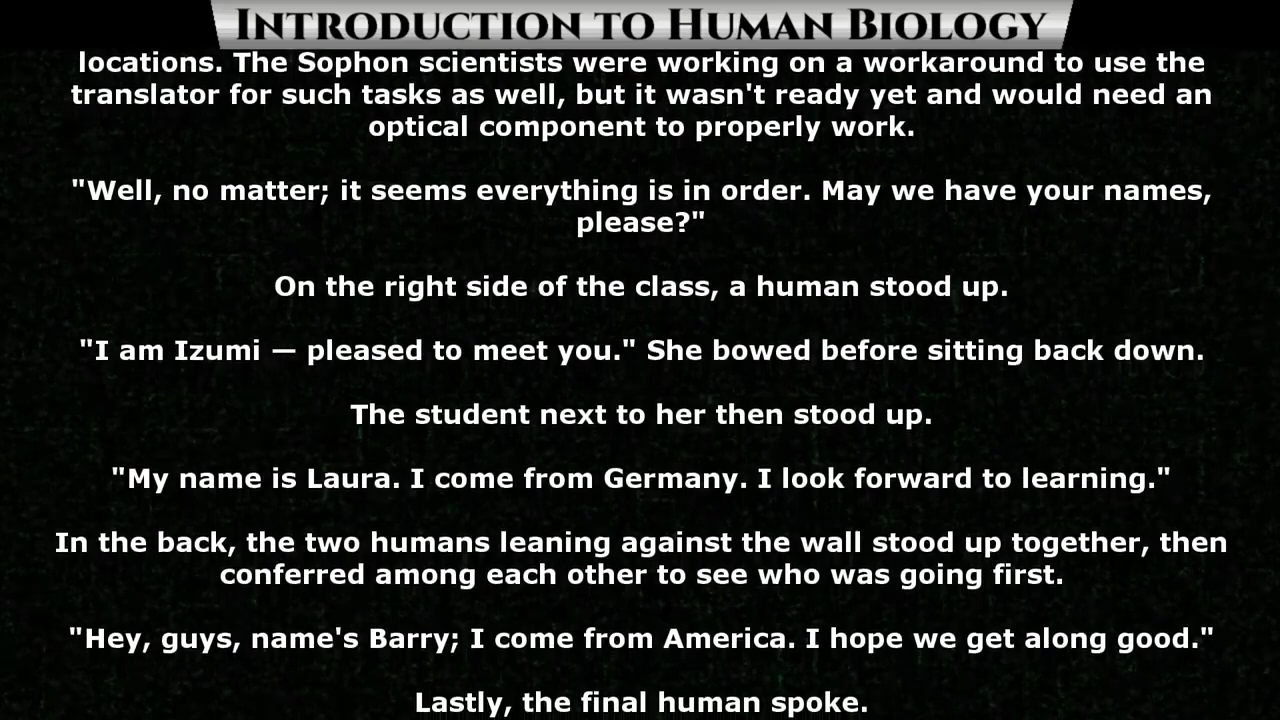 Introduction to Human Biology
locations. The Sophon scientists were working on a workaround to use the
translator for such tasks as well, but it wasn't ready yet and would need an
optical component to properly work.
"Well, no matter; it seems everything is in order. May we have your names,
please?"
On the right side of the class, a human stood up.
"I am Izumi — pleased to meet you." She bowed before sitting back down.
The student next to her then stood up.
"My name is Laura. I come from Germany. I look forward to learning."
In the back, the two humans leaning against the wall stood up together, then
conferred among each other to see who was going first.
"Hey, guys, name's Barry; I come from America. I hope we get along good."
Lastly, the final human spoke.